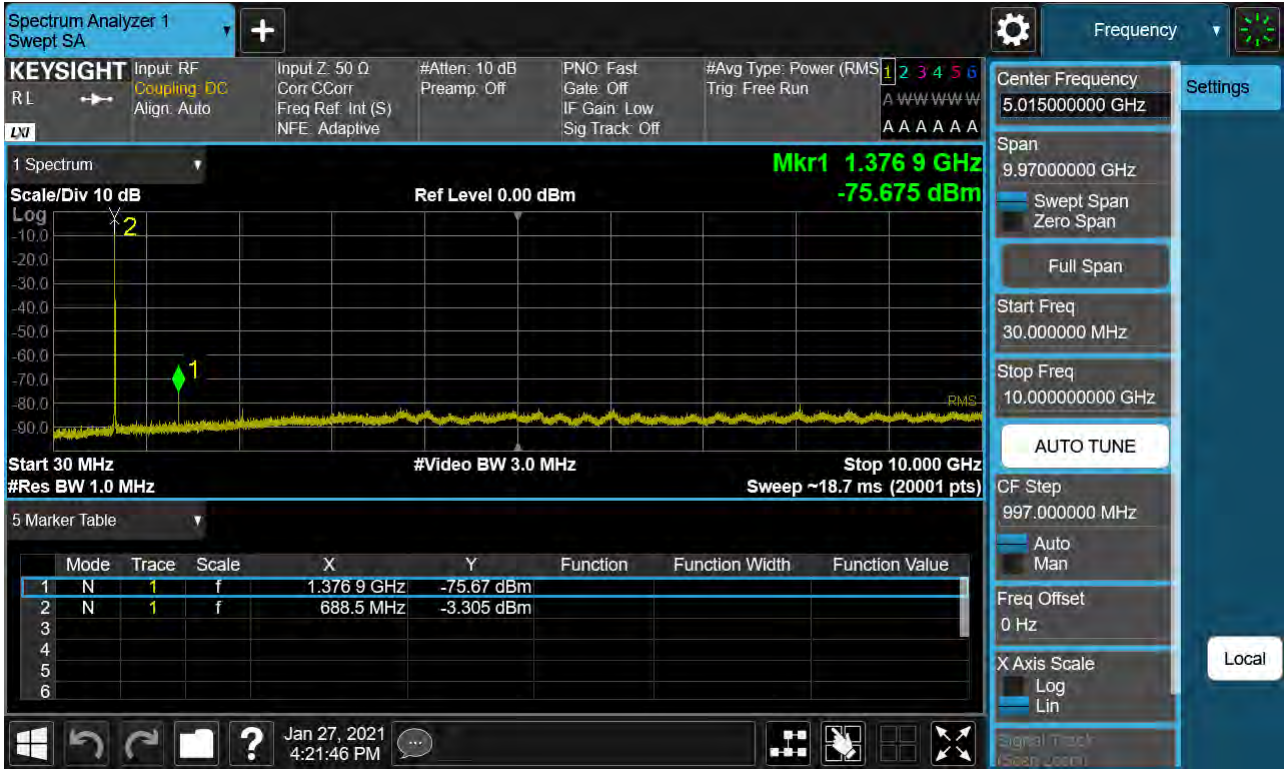 Spectrum Analyzer 1
Swept SA
+
Frequency
KEYSIGHT
RL
LXI
Input: RF
Coupling: DC
Align: Auto
Input Z: 50 Ω
Corr CCorr
Freq Ref: Int (S)
NFE: Adaptive
#Atten: 10 dB
Preamp: Off
PNO: Fast
Gate: Off
IF Gain: Low
Sig Track: Off
#Avg Type: Power (RMS
Trig: Free Run
1 2 3 4 5 6
A W W W W W
A A A A A A
1 Spectrum
Scale/Div 10 dB
Ref Level 0.00 dBm
Mkr1 1.376 9 GHz
-75.675 dBm
Log
-10.0
-20.0
-30.0
-40.0
-50.0
-60.0
-70.0
-80.0
-90.0
2
1
RMS
Start 30 MHz
#Video BW 3.0 MHz
Stop 10.000 GHz
#Res BW 1.0 MHz
Sweep ~18.7 ms (20001 pts)
5 Marker Table
Mode Trace Scale X Y Function Function Width Function Value
1 N 1 f 1.376 9 GHz -75.67 dBm
2 N 1 f 688.5 MHz -3.305 dBm
3
4
5
6
Jan 27, 2021
4:21:46 PM
?
Center Frequency
5.015000000 GHz
Span
9.97000000 GHz
Swept Span
Zero Span
Full Span
Start Freq
30.000000 MHz
Stop Freq
10.000000000 GHz
AUTO TUNE
CF Step
997.000000 MHz
Auto
Man
Freq Offset
0 Hz
X Axis Scale
Log
Lin
Signal Track
(Span Zoom)
Settings
Local